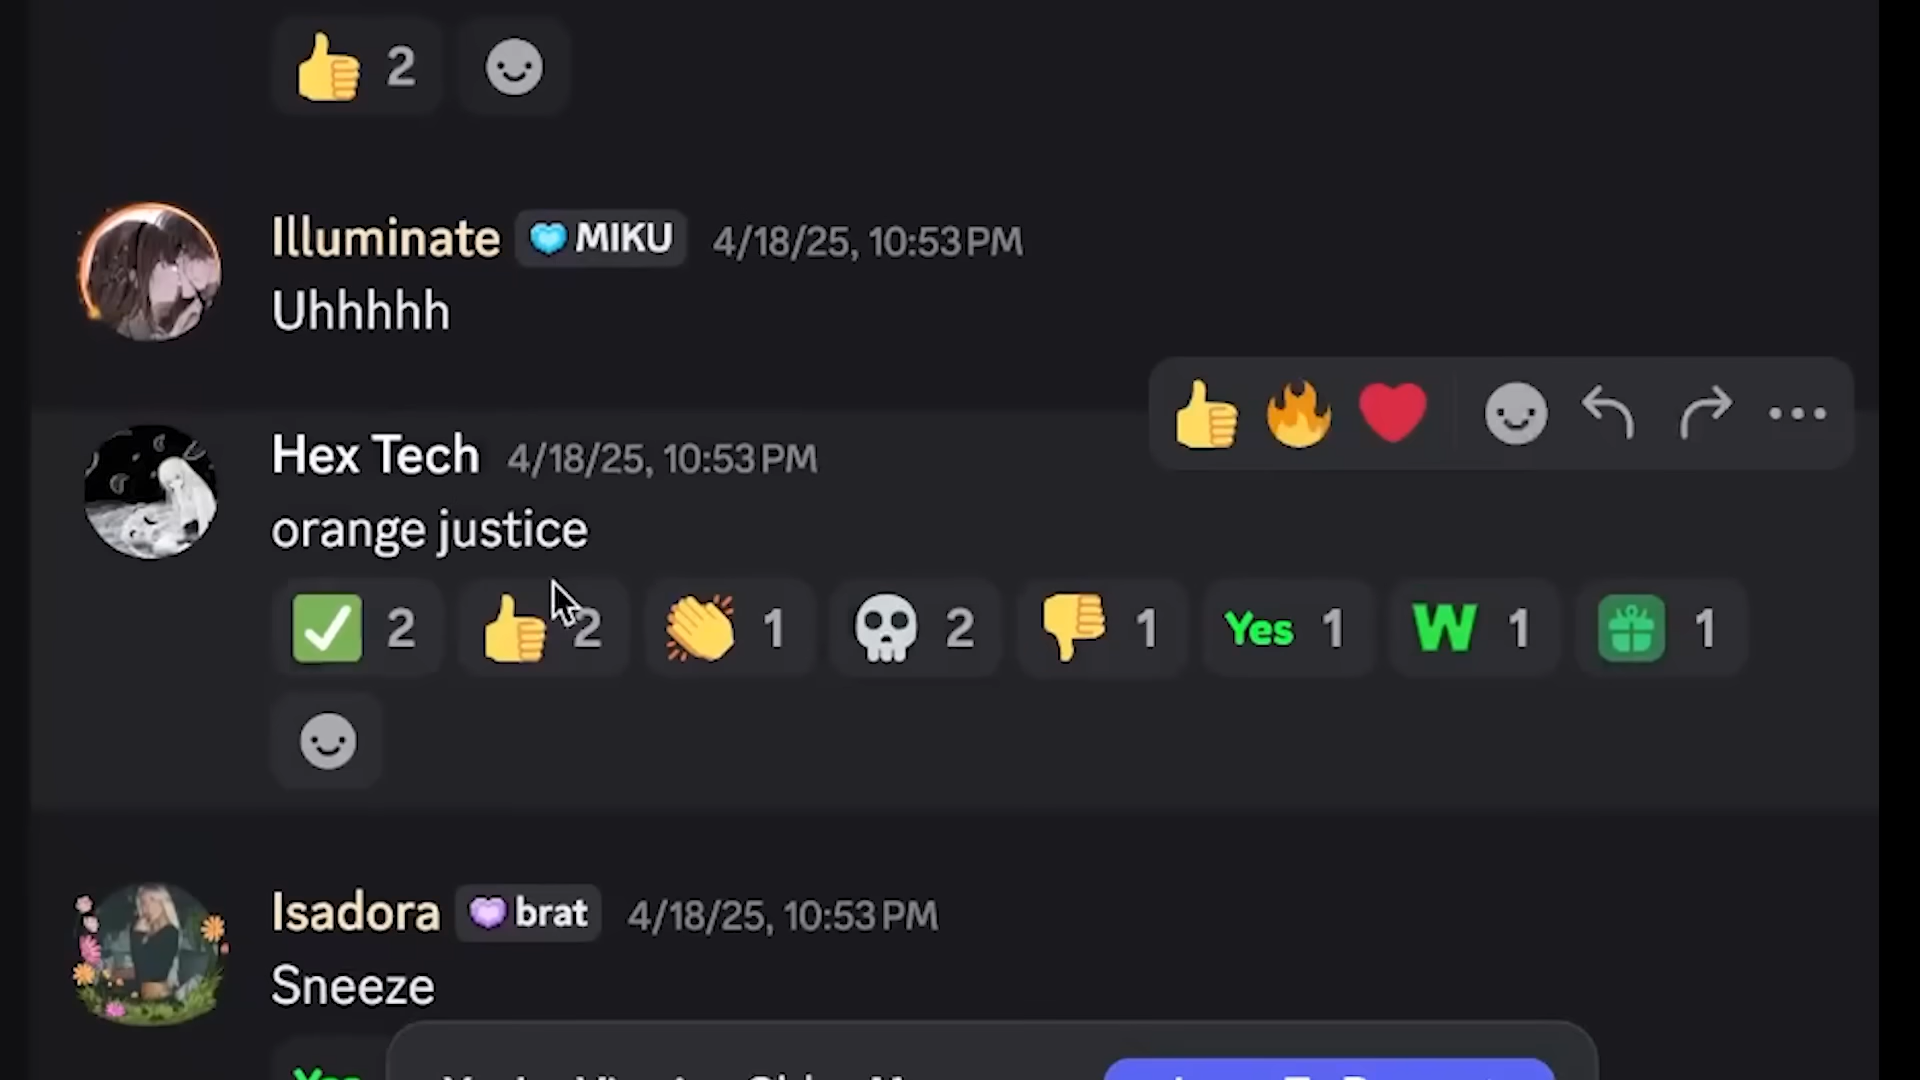 2
Illuminate MIKU 4/18/25, 10:53 PM
Uhhhhh
Hex Tech 4/18/25, 10:53 PM
orange justice
2 2 1 2 1 Yes 1 W 1 1
Isadora brat 4/18/25, 10:53 PM
Sneeze
Yes